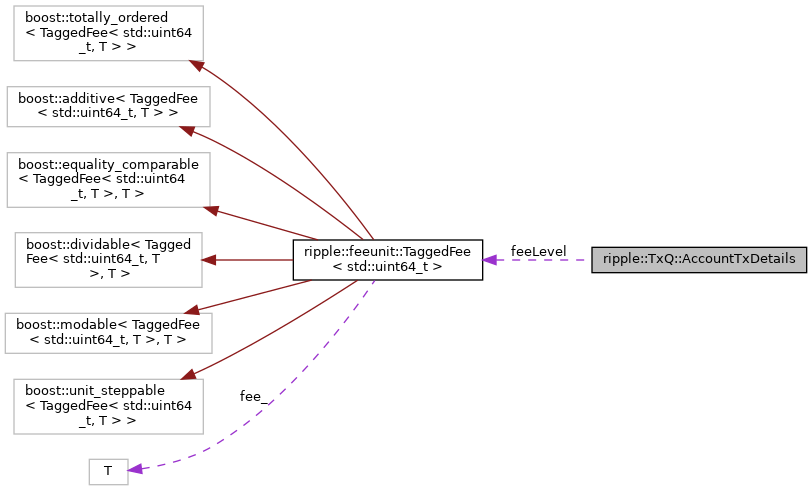 boost::totally_ordered
< TaggedFee< std::uint64
_t, T > >
boost::additive< TaggedFee
< std::uint64_t, T > >
boost::equality_comparable
< TaggedFee< std::uint64
_t, T >, T >
boost::dividable< Tagged
Fee< std::uint64_t, T
>, T >
boost::modable< TaggedFee
< std::uint64_t, T >, T >
boost::unit_steppable
< TaggedFee< std::uint64
_t, T > >
T
fee_
ripple::feeunit::TaggedFee
< std::uint64_t >
feeLevel
ripple::TxQ::AccountTxDetails